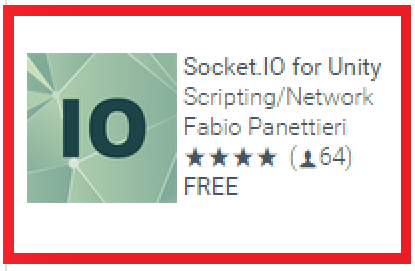 IO
Socket.IO for Unity
Scripting/Network
Fabio Panettieri
★★★★ (👤64)
FREE